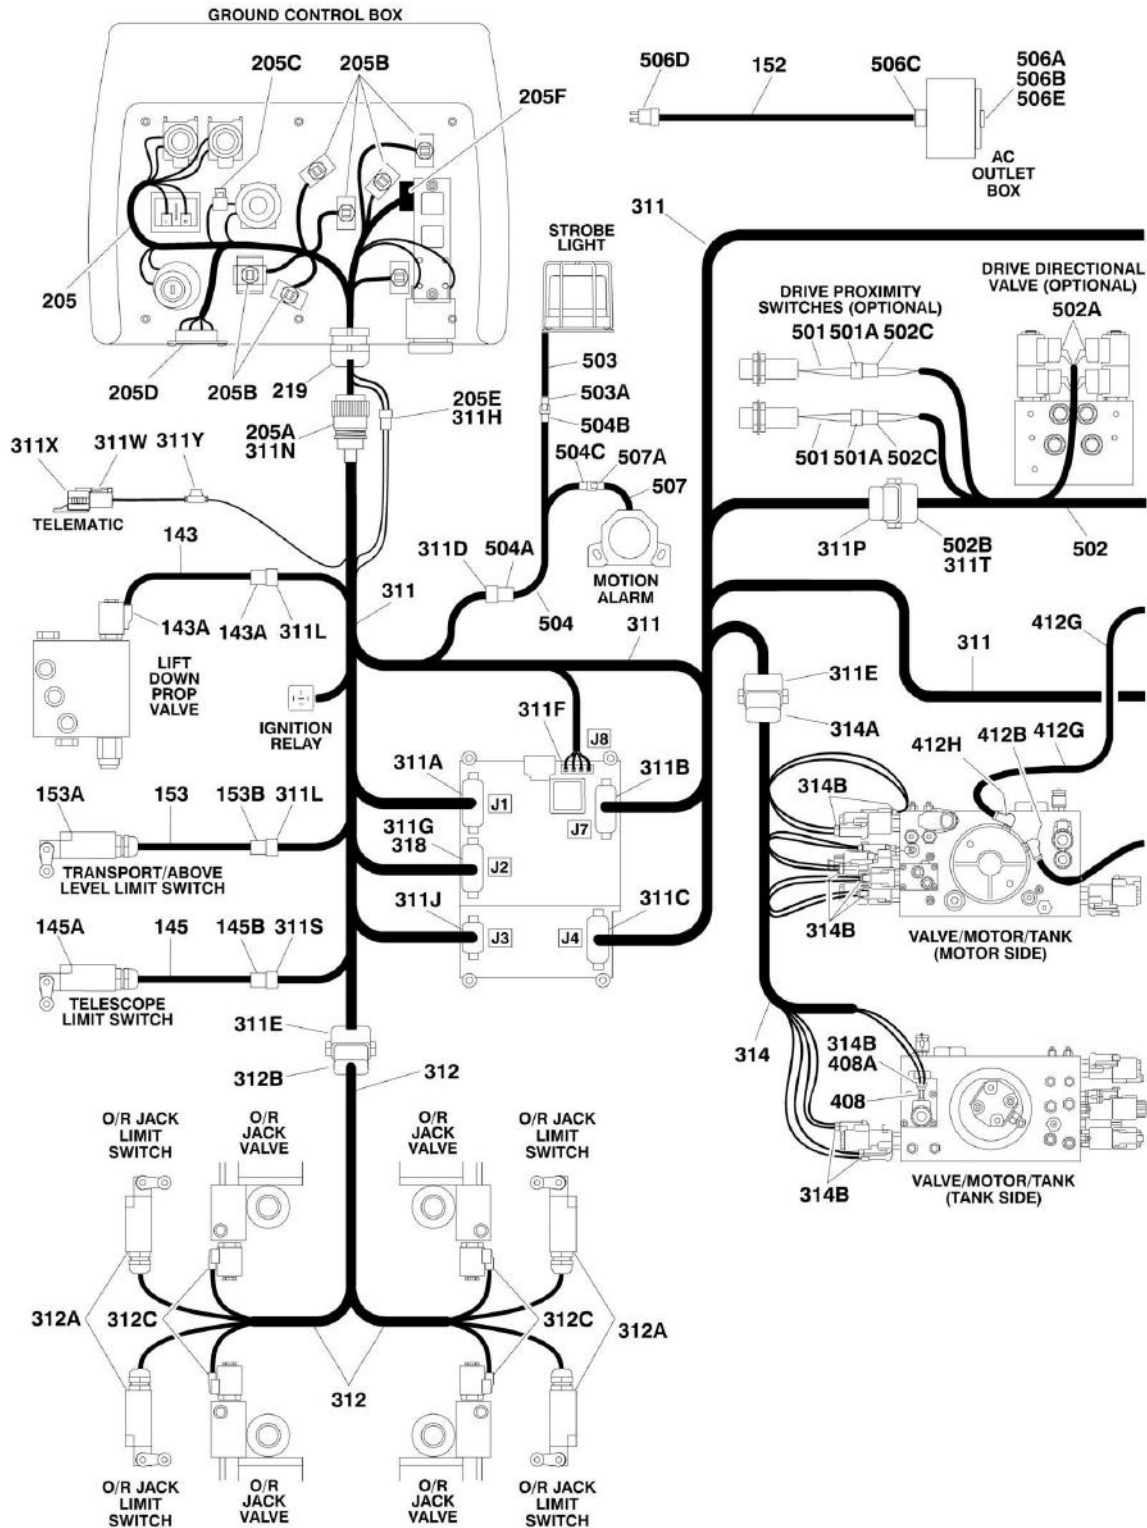 GROUND CONTROL BOX
205C
205B
205F
506D
152
506C
506A
506B
506E
AC
OUTLET
BOX
311
STROBE
LIGHT
DRIVE DIRECTIONAL
VALVE (OPTIONAL)
502A
DRIVE PROXIMITY
SWITCHES (OPTIONAL)
501
501A
502C
205
205D
205B
219
503
503A
504B
205E
311H
205A
311N
504C
507A
507
501
501A
502C
311X
311W
311Y
TELEMATIC
143
311D
504A
MOTION
ALARM
311P
502B
311T
502
143A
143A
311L
311
504
311
412G
311
LIFT
DOWN
PROP
VALVE
IGNITION
RELAY
311E
314A
311F
J8
412H
412B
412G
311A
J1
311B
J7
314B
153A
153
153B
311L
311G
318
J2
TRANSPORT/ABOVE
LEVEL LIMIT SWITCH
311J
J3
311C
J4
314B
VALVE/MOTOR/TANK
(MOTOR SIDE)
145A
145
145B
311S
TELESCOPE
LIMIT SWITCH
311E
312B
312
314
314B
408A
408
314B
VALVE/MOTOR/TANK
(TANK SIDE)
O/R JACK
LIMIT
SWITCH
O/R
JACK
VALVE
O/R
JACK
VALVE
O/R JACK
LIMIT
SWITCH
312A
312C
312C
312A
312
O/R JACK
LIMIT
SWITCH
O/R
JACK
VALVE
O/R
JACK
VALVE
O/R JACK
LIMIT
SWITCH